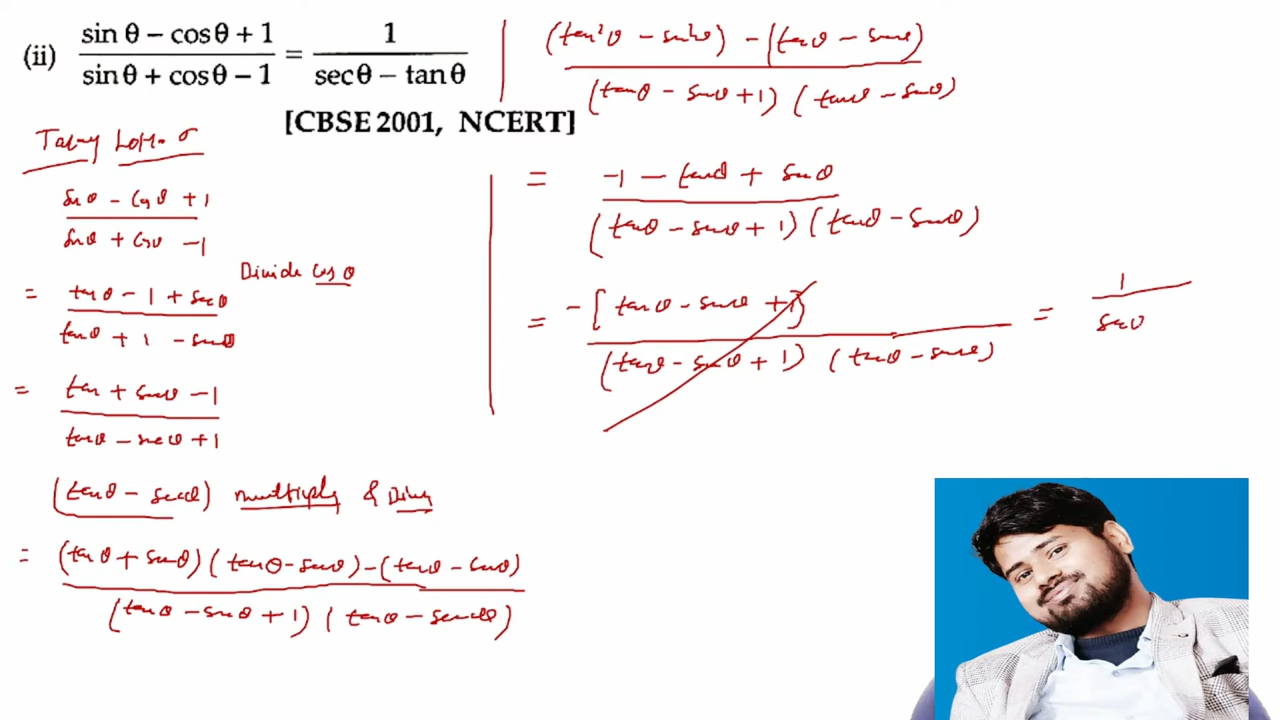 (ii) sin θ − cos θ + 1 / sin θ + cos θ − 1 = 1 / sec θ − tan θ
[CBSE 2001, NCERT]
Taking L.H.S
sinθ − cosθ + 1 / sinθ + cosθ − 1
Divide cosθ
= tanθ − 1 + secθ / tanθ + 1 − secθ
= tan + secθ − 1 / tanθ − secθ + 1
(tanθ − secθ) multiply &
= (tanθ + secθ)(tanθ − secθ) − (tanθ − secθ) / (tanθ − secθ + 1)(tanθ − secθ)
(tan²θ − sec²θ) − (tanθ − secθ) / (tanθ − secθ + 1)(tanθ − secθ)
= −1 − tanθ + secθ / (tanθ − secθ + 1)(tanθ − secθ)
= −[tanθ − secθ + 1] / (tanθ − secθ + 1)(tanθ − secθ) = 1 / secθ